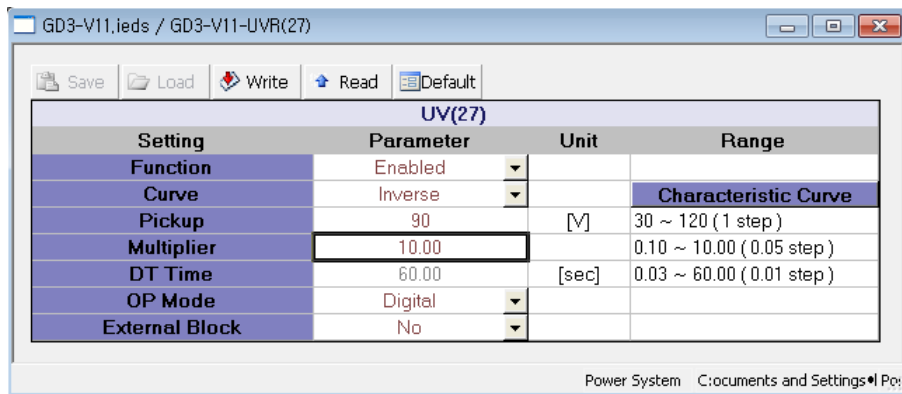 GD3-V11.ieds / GD3-V11-UVR(27)
Save Load Write Read Default
UV(27)
Setting Parameter Unit Range
Function Enabled
Curve Inverse Characteristic Curve
Pickup 90 [V] 30 ~ 120 ( 1 step )
Multiplier 10.00 0.10 ~ 10.00 ( 0.05 step )
DT Time 60.00 [sec] 0.03 ~ 60.00 ( 0.01 step )
OP Mode Digital
External Block No
Power System C:ocuments and Settings